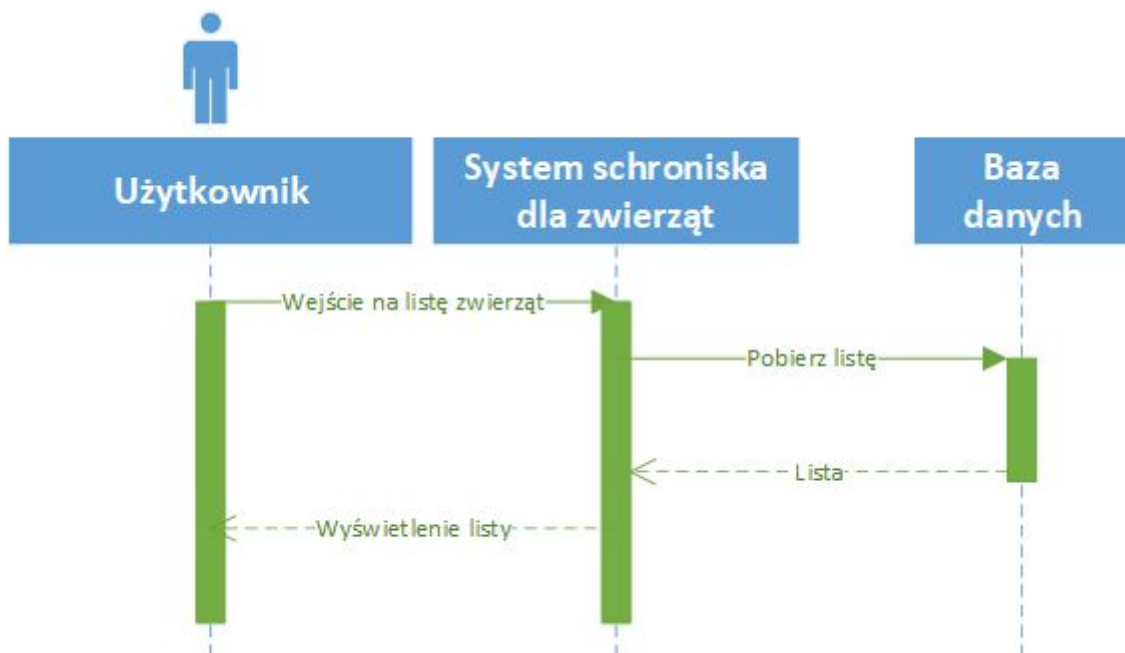 Użytkownik
System schroniska
dla zwierząt
Baza
danych
Wejście na listę zwierząt
Pobierz listę
Lista
Wyświetlenie listy